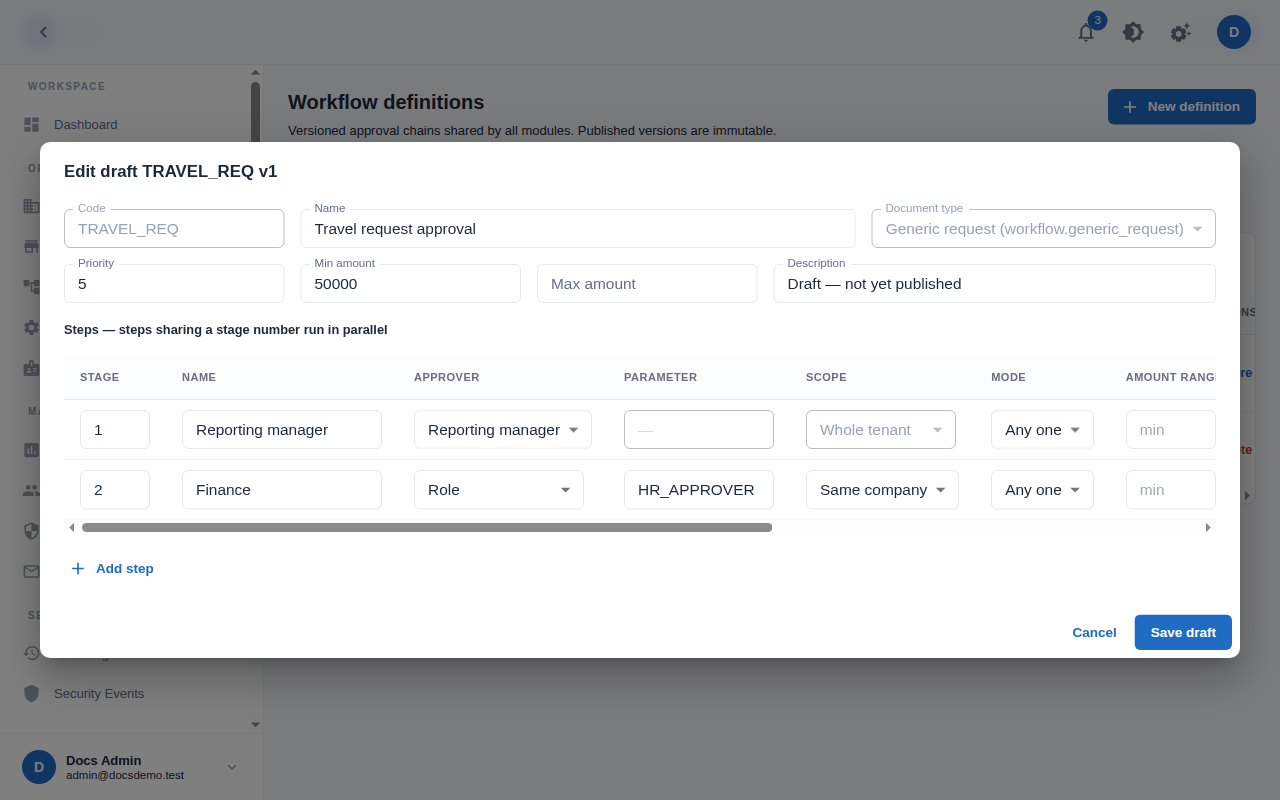 3
D
WORKSPACE
Dashboard
Workflow definitions
New definition
Versioned approval chains shared by all modules. Published versions are immutable.
Edit draft TRAVEL_REQ v1
Code
TRAVEL_REQ
Name
Travel request approval
Document type
Generic request (workflow.generic_request)
Priority
5
Min amount
50000
Max amount
Description
Draft — not yet published
Steps — steps sharing a stage number run in parallel
STAGE NAME APPROVER PARAMETER SCOPE MODE AMOUNT RANG
1 Reporting manager Reporting manager — Whole tenant Any one min
2 Finance Role HR_APPROVER Same company Any one min
Add step
Cancel Save draft
Security Events
D
Docs Admin
admin@docsdemo.test